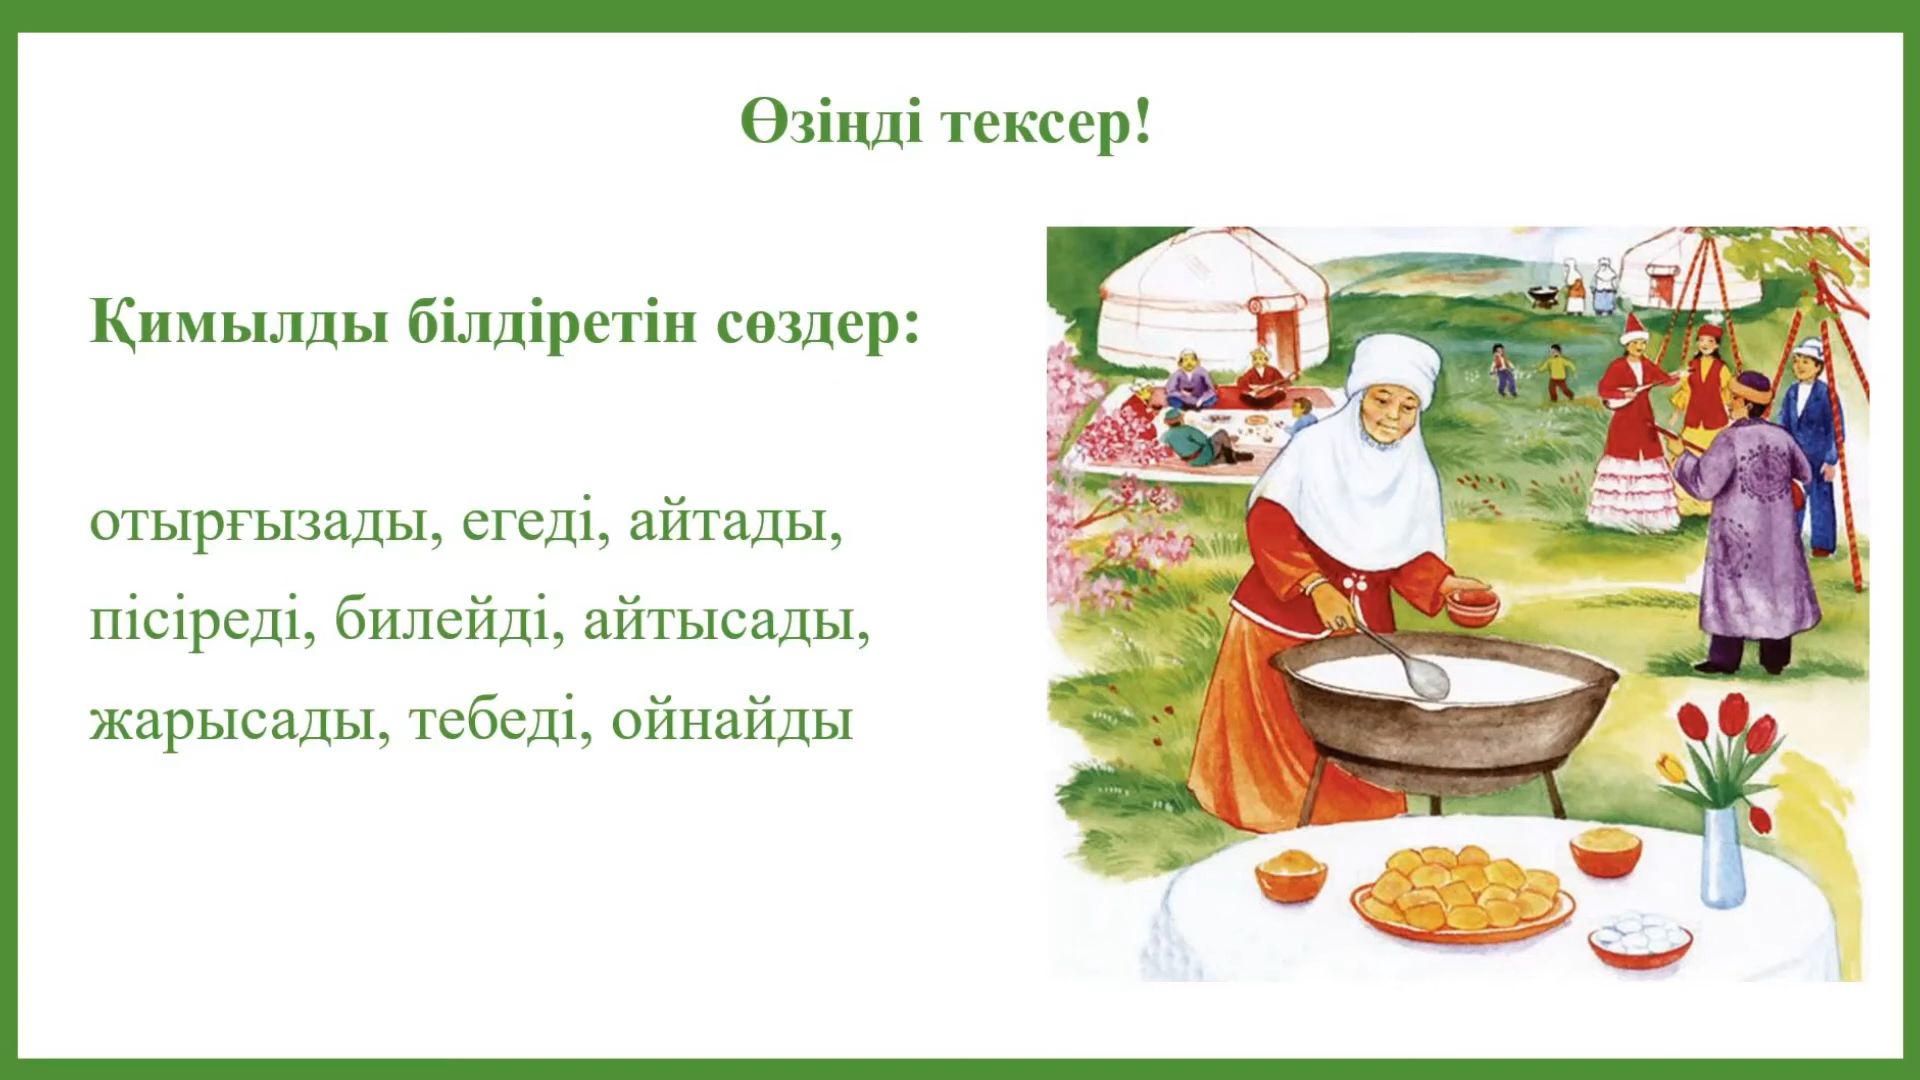 Өзіңді тексер!
Қимылды білдіретін сөздер:
отырғызады, егеді, айтады,
пісіреді, билейді, айтысады,
жарысады, тебеді, ойнайды